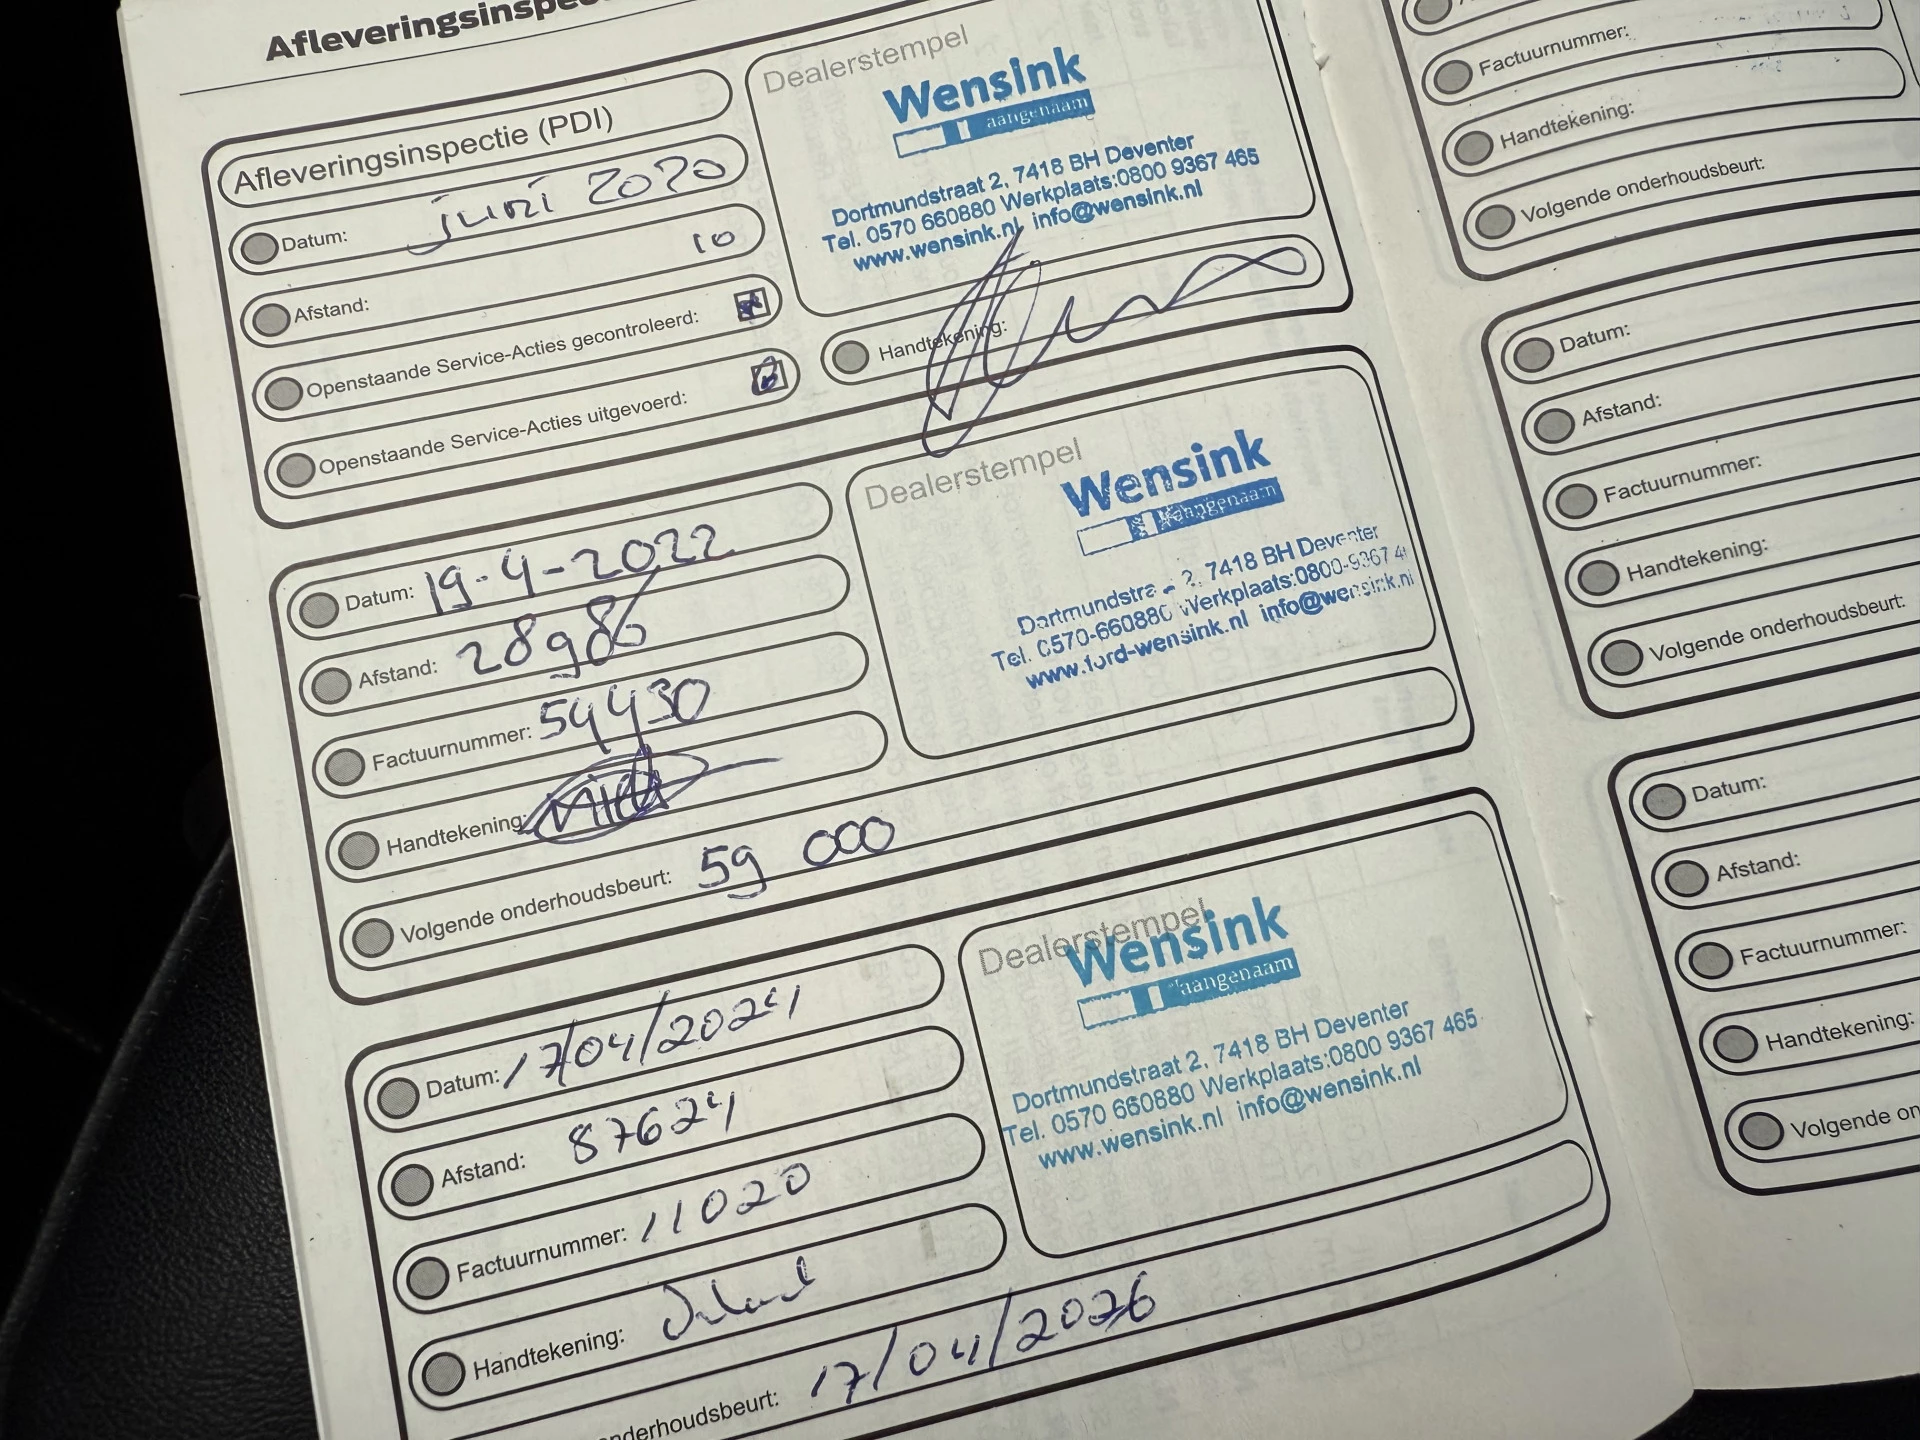 Afleveringsinspec
Afleveringsinspectie (PDI)
Datum: juni 2020
Afstand: 10
Openstaande Service-Acties gecontroleerd:
Openstaande Service-Acties uitgevoerd:
Dealerstempel
Wensink
aangenaam
Dortmundstraat 2, 7418 BH Deventer
Tel. 0570 660880 Werkplaats:0800 9367 465
www.wensink.nl info@wensink.nl
Handtekening:
Datum: 19-4-2022
Afstand: 28986
Factuurnummer: 54430
Handtekening:
Volgende onderhoudsbeurt: 59 000
Dealerstempel
Wensink
aangenaam
Dortmundstra 2, 7418 BH Deventer
Tel. 0570-660880 Werkplaats:0800-9367 4
www.ford-wensink.nl info@wensink.nl
Datum: 17/04/2024
Afstand: 87624
Factuurnummer: 11020
Handtekening:
onderhoudsbeurt: 17/04/2026
Dealerstempel
Wensink
aangenaam
Dortmundstraat 2, 7418 BH Deventer
Tel. 0570 660880 Werkplaats:0800 9367 465
www.wensink.nl info@wensink.nl
Factuurnummer:
Handtekening:
Volgende onderhoudsbeurt:
Datum:
Afstand:
Factuurnummer:
Handtekening:
Volgende onderhoudsbeurt:
Datum:
Afstand:
Factuurnummer:
Handtekening:
Volgende on